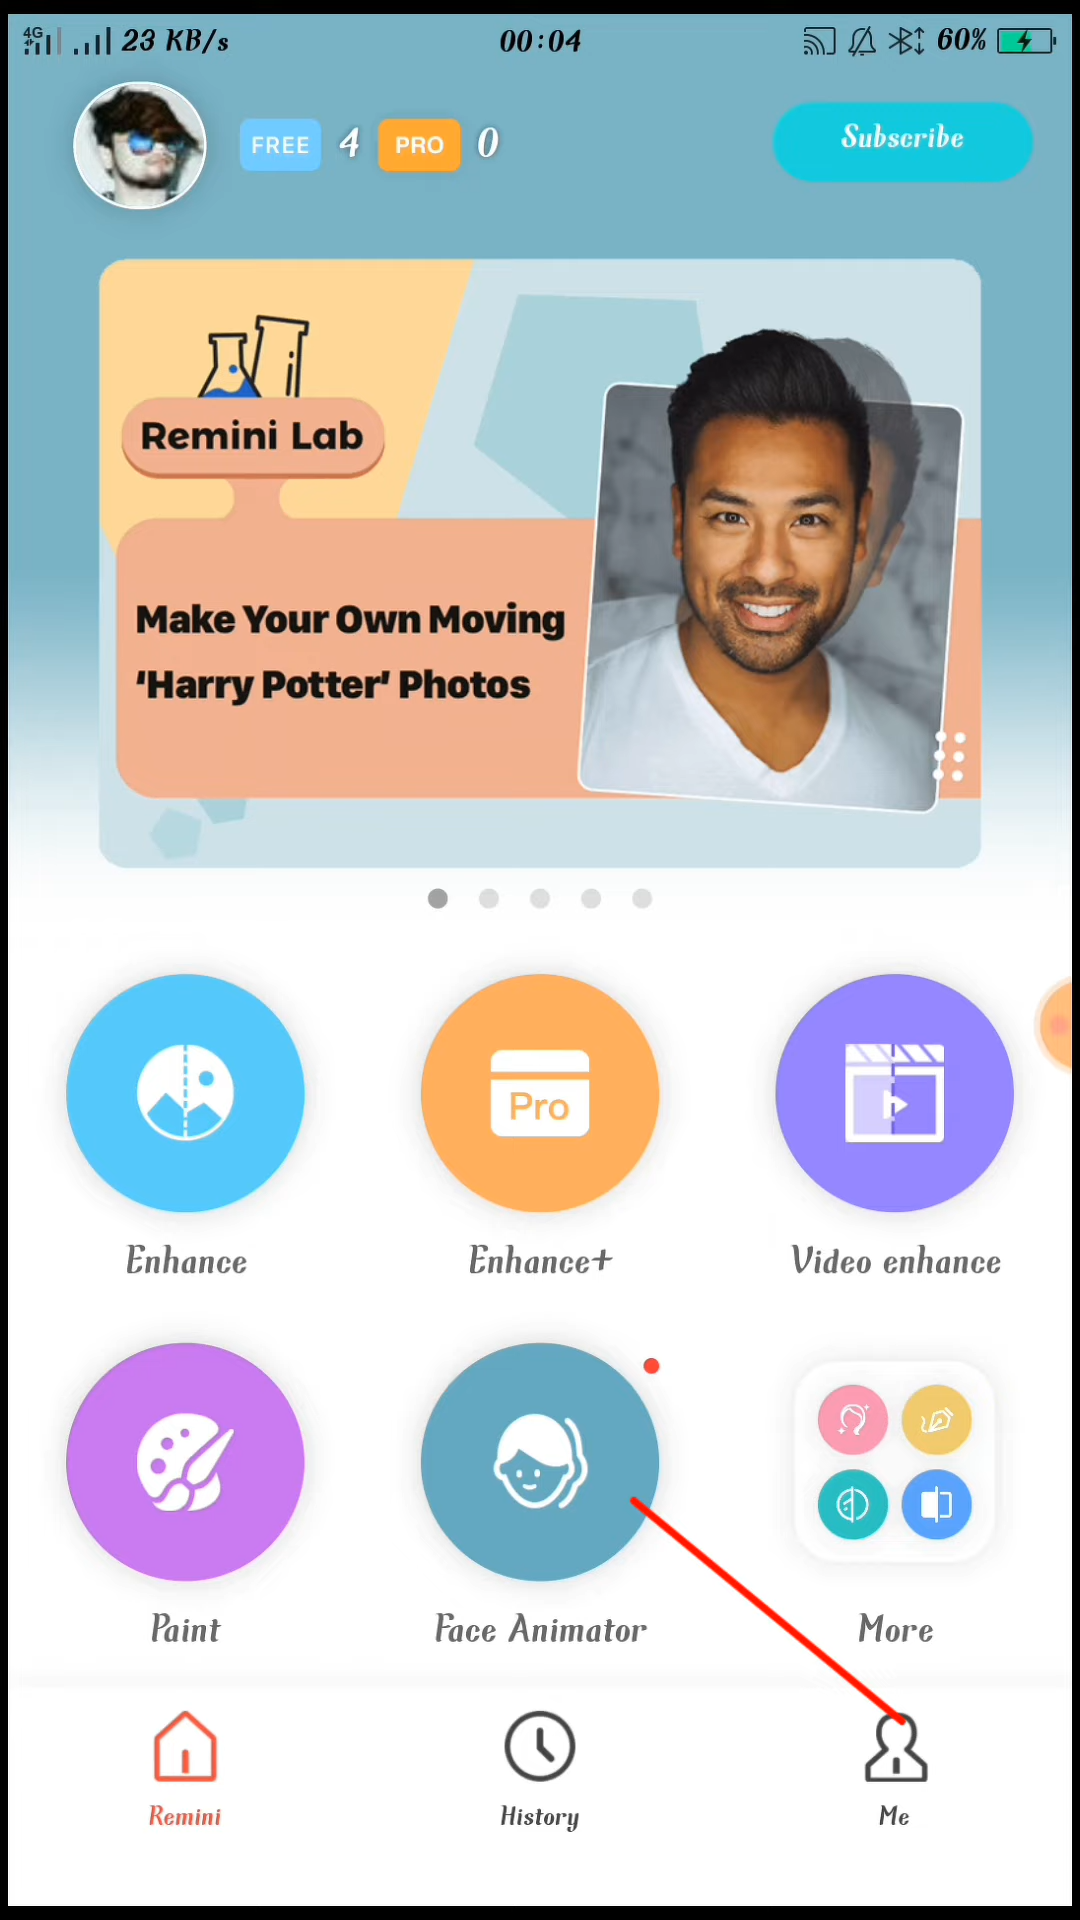 4G 23 KB/s 00:04 60%
FREE 4 PRO 0 Subscribe
Remini Lab
Make Your Own Moving
‘Harry Potter’ Photos
Pro
Enhance Enhance+ Video enhance
Paint Face Animator More
Remini History Me